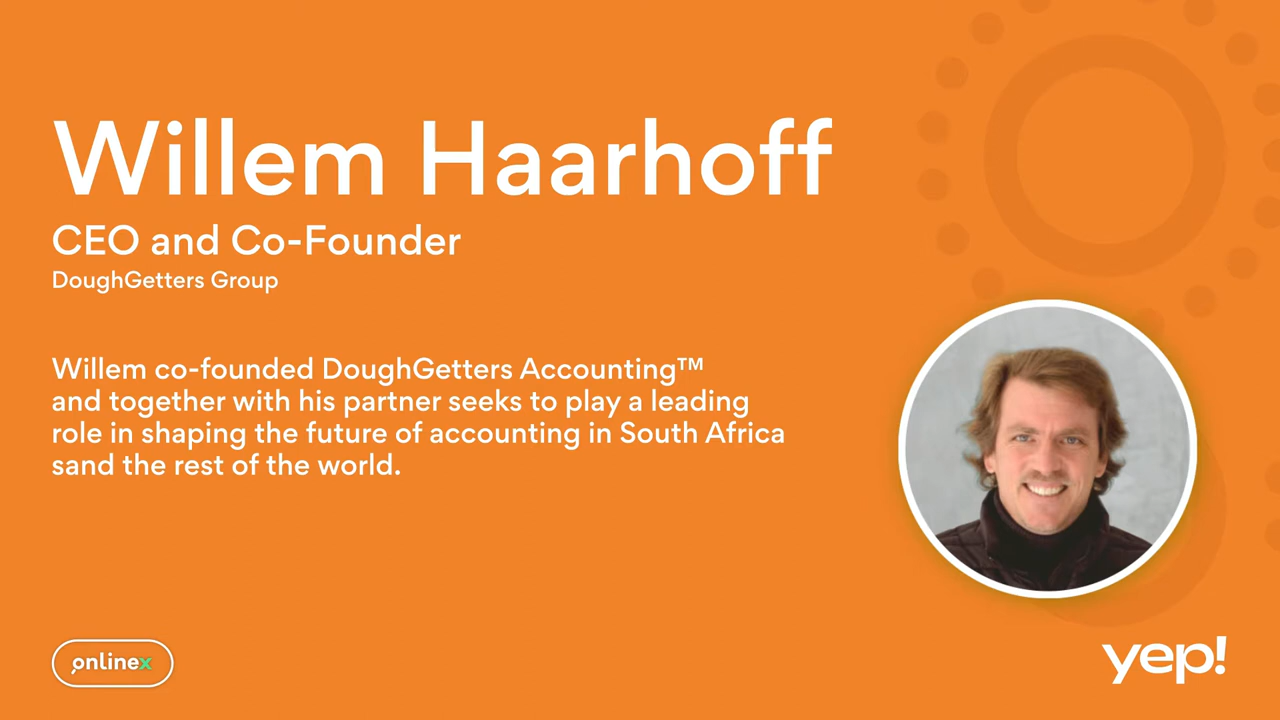 Willem Haarhoff
CEO and Co-Founder
DoughGetters Group
Willem co-founded DoughGetters Accounting™
and together with his partner seeks to play a leading
role in shaping the future of accounting in South Africa
sand the rest of the world.
onlinex
yep!